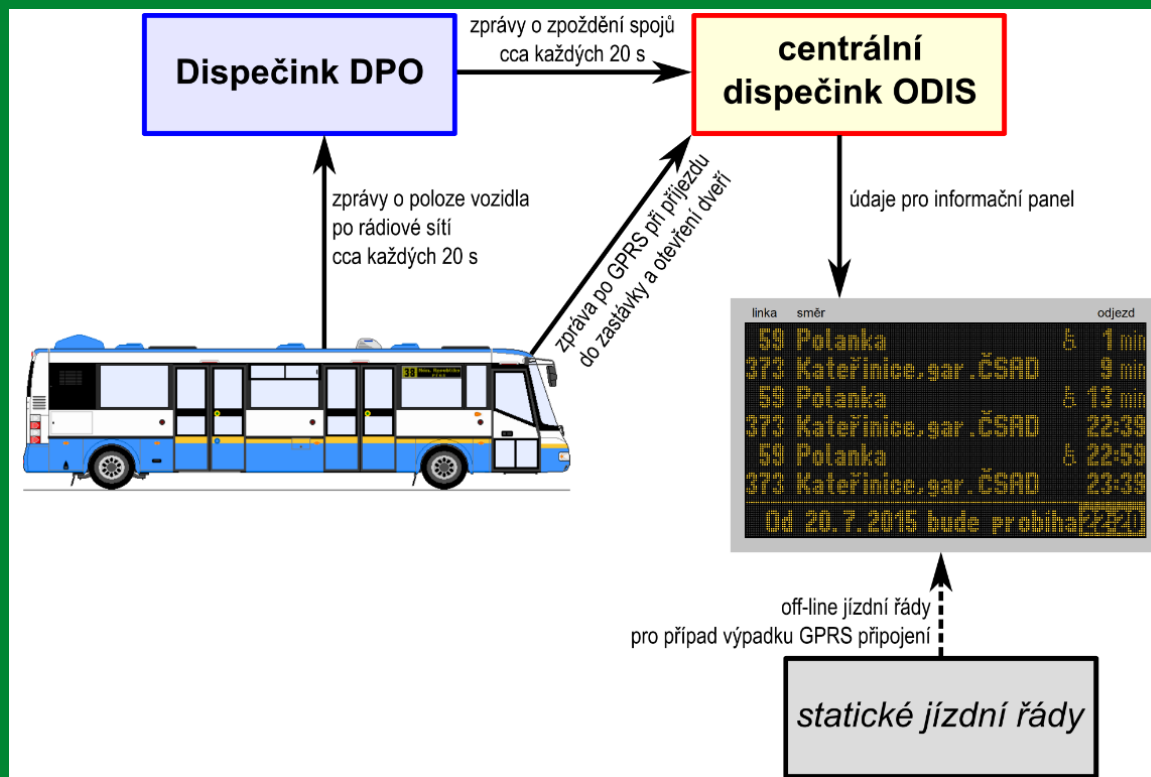 Dispečink DPO
zprávy o zpoždění spojů
cca každých 20 s
centrální
dispečink ODIS
zprávy o poloze vozidla
po rádiové sítí
cca každých 20 s
zpráva po GPRS při příjezdu
do zastávky a otevření dveří
údaje pro informační panel
linka směr odjezd
59 Polanka 1 min
373 Kateřinice,gar.ČSAD 9 min
59 Polanka 13 min
373 Kateřinice,gar.ČSAD 22:39
59 Polanka 22:59
373 Kateřinice,gar.ČSAD 23:39
Od 20.7.2015 bude probíha 22:20
38
off-line jízdní řády
pro případ výpadku GPRS připojení
statické jízdní řády